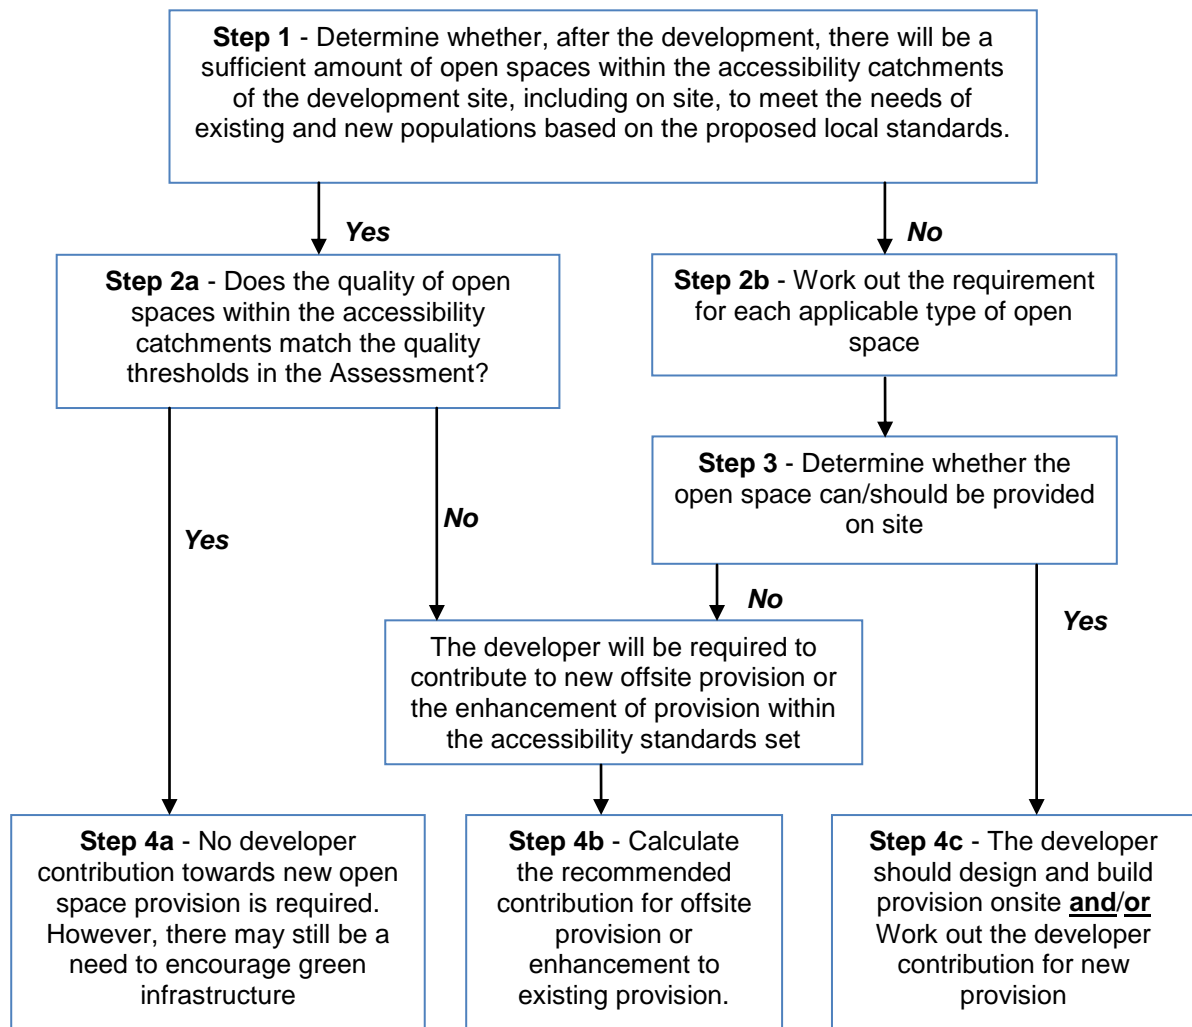 Step 1 - Determine whether, after the development, there will be a
sufficient amount of open spaces within the accessibility catchments
of the development site, including on site, to meet the needs of
existing and new populations based on the proposed local standards.
Yes
No
Step 2a - Does the quality of open
spaces within the accessibility
catchments match the quality
thresholds in the Assessment?
Step 2b - Work out the requirement
for each applicable type of open
space
Step 3 - Determine whether the
open space can/should be provided
on site
Yes
No
No
Yes
The developer will be required to
contribute to new offsite provision or
the enhancement of provision within
the accessibility standards set
Step 4a - No developer
contribution towards new open
space provision is required.
However, there may still be a
need to encourage green
infrastructure
Step 4b - Calculate
the recommended
contribution for offsite
provision or
enhancement to
existing provision.
Step 4c - The developer
should design and build
provision onsite and/or
Work out the developer
contribution for new
provision